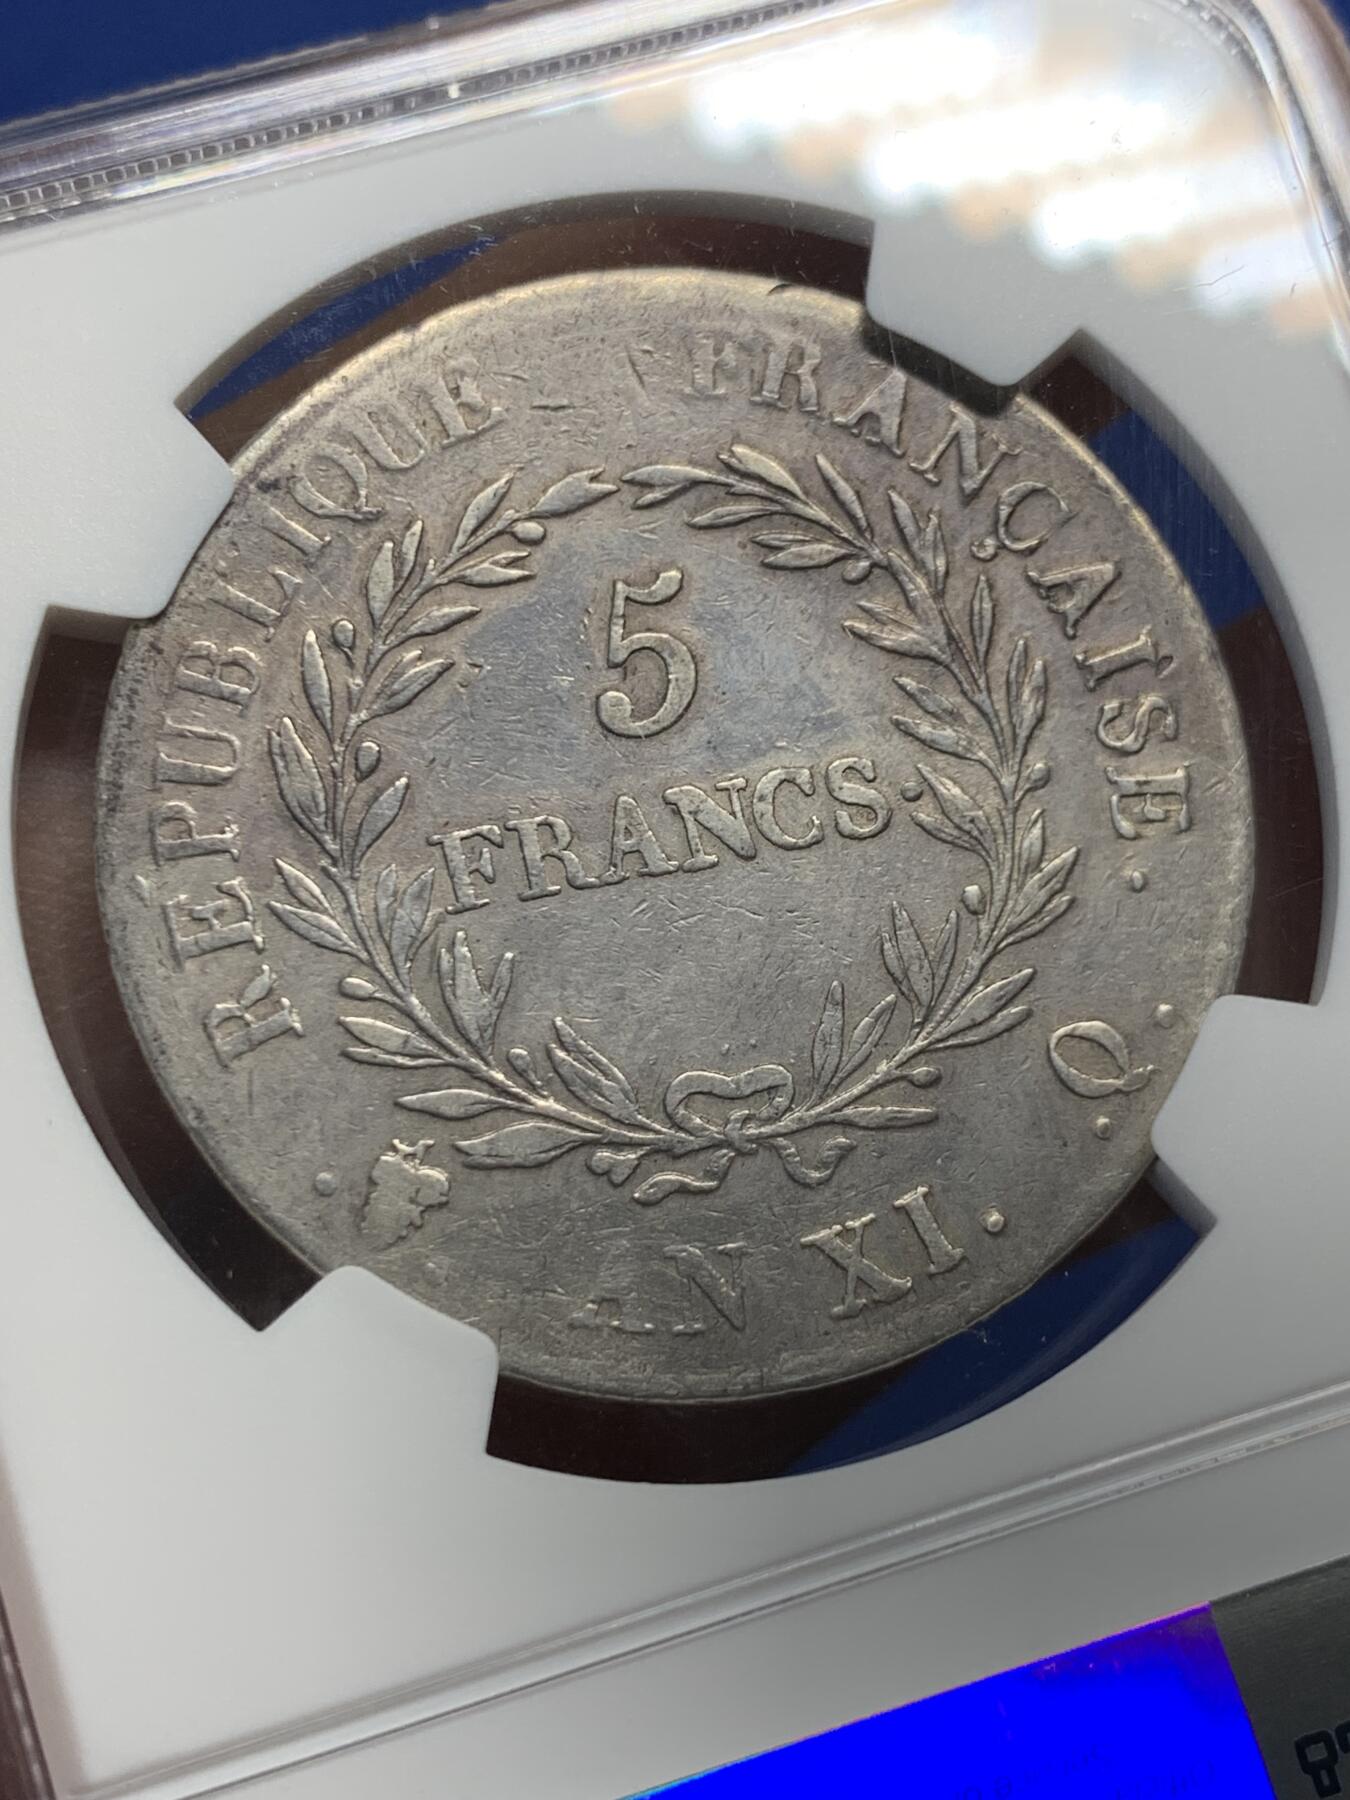 RÉPUBLIQUE FRANÇAISE.
5
FRANCS.
Q.
AN XI.